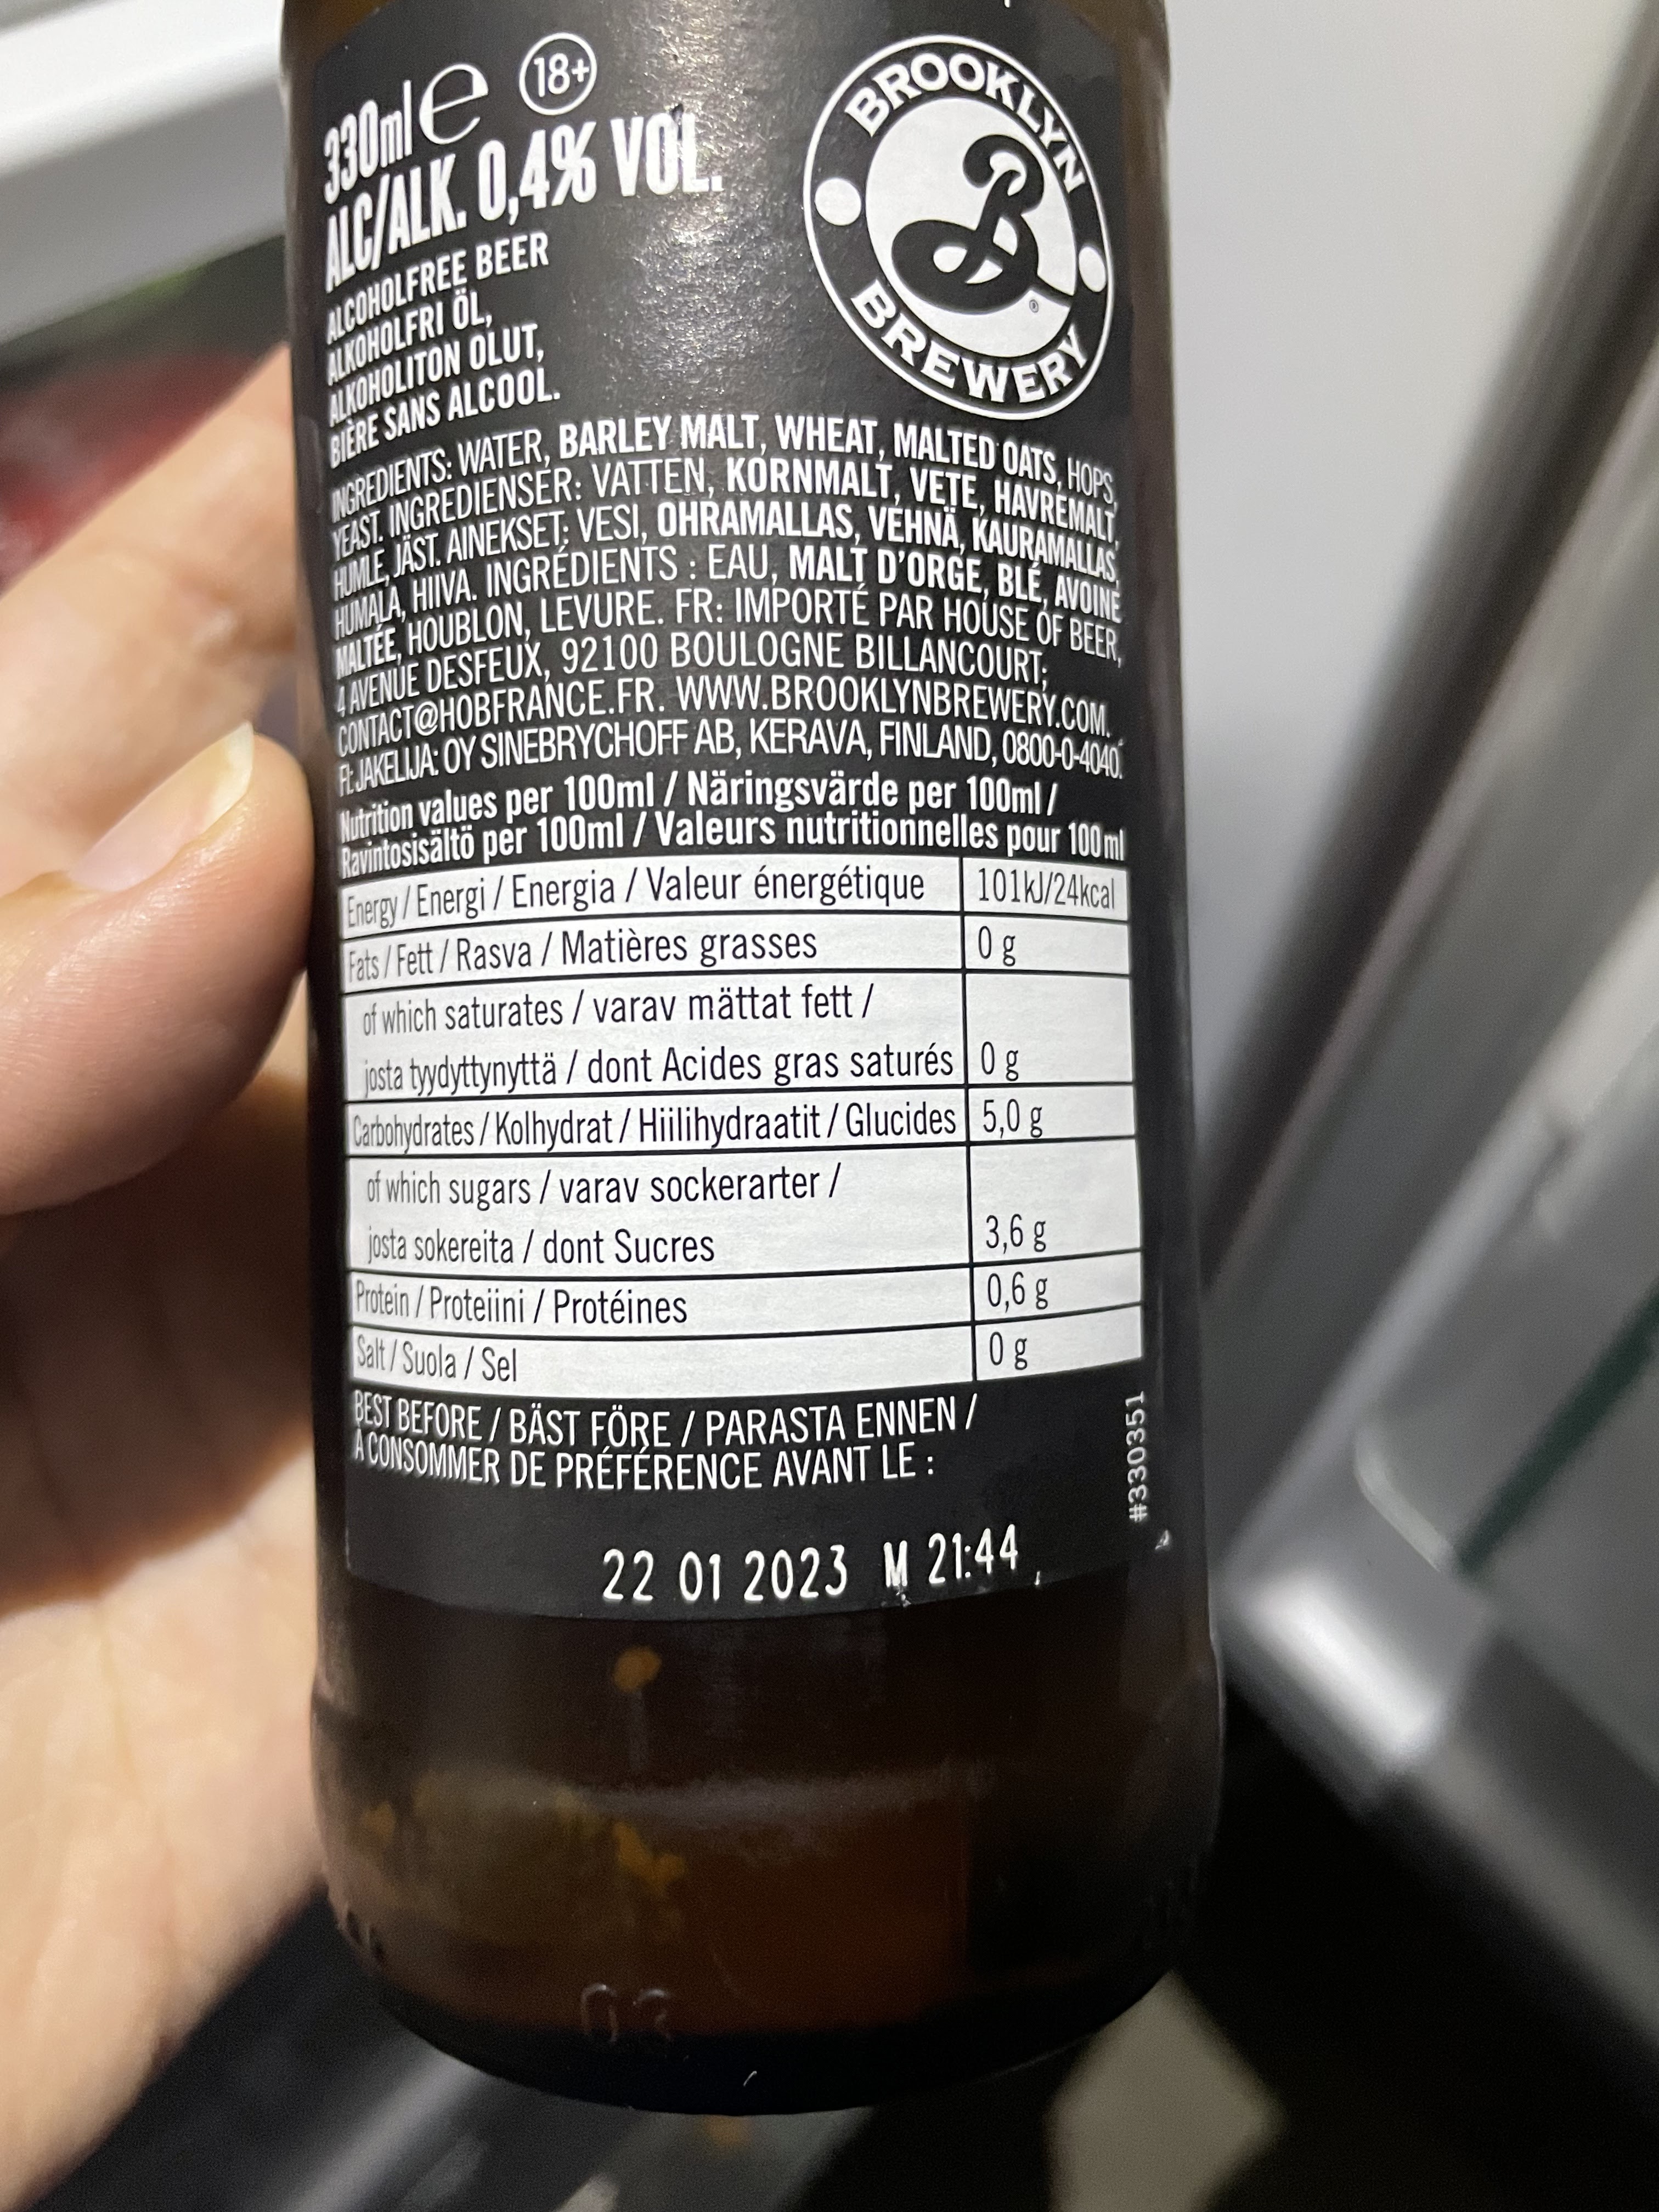 330ml e 18+
ALC/ALK. 0,4% VOL.
ALCOHOLFREE BEER
ALKOHOLFRI ÖL,
ALKOHOLITON OLUT,
BIÈRE SANS ALCOOL.
BROOKLYN
B ®
BREWERY
INGREDIENTS: WATER, BARLEY MALT, WHEAT, MALTED OATS, HOPS,
YEAST. INGREDIENSER: VATTEN, KORNMALT, VETE, HAVREMALT,
HUMLE, JÄST. AINEKSET: VESI, OHRAMALLAS, VEHNÄ, KAURAMALLAS,
HUMALA, HIIVA. INGRÉDIENTS : EAU, MALT D'ORGE, BLÉ, AVOINE
MALTÉE, HOUBLON, LEVURE. FR: IMPORTÉ PAR HOUSE OF BEER,
4 AVENUE DESFEUX, 92100 BOULOGNE BILLANCOURT;
CONTACT@HOBFRANCE.FR. WWW.BROOKLYNBREWERY.COM.
FI: JAKELIJA: OY SINEBRYCHOFF AB, KERAVA, FINLAND, 0800-0-4040.
Nutrition values per 100ml / Näringsvärde per 100ml /
Ravintosisältö per 100ml / Valeurs nutritionnelles pour 100ml
Energy / Energi / Energia / Valeur énergétique 101kJ/24kcal
Fats / Fett / Rasva / Matières grasses 0 g
of which saturates / varav mättat fett /
josta tyydyttynyttä / dont Acides gras saturés 0 g
Carbohydrates / Kolhydrat / Hiilihydraatit / Glucides 5,0 g
of which sugars / varav sockerarter /
josta sokereita / dont Sucres 3,6 g
Protein / Proteiini / Protéines 0,6 g
Salt / Suola / Sel 0 g
BEST BEFORE / BÄST FÖRE / PARASTA ENNEN /
À CONSOMMER DE PRÉFÉRENCE AVANT LE :
#330351
22 01 2023 M 21:44
03